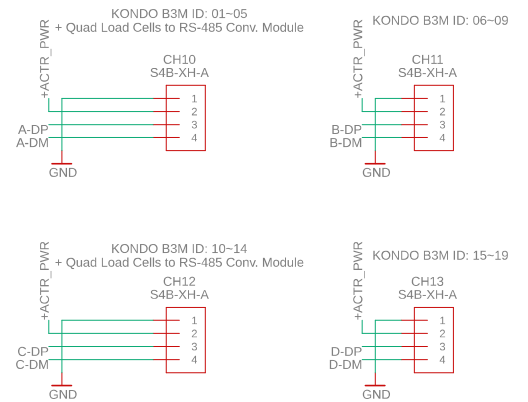 KONDO B3M ID: 01~05
+ Quad Load Cells to RS-485 Conv. Module
+ACTR_PWR
CH10
S4B-XH-A
1
2
3
4
A-DP
A-DM
GND
KONDO B3M ID: 06~09
+ACTR_PWR
CH11
S4B-XH-A
1
2
3
4
B-DP
B-DM
GND
KONDO B3M ID: 10~14
+ Quad Load Cells to RS-485 Conv. Module
+ACTR_PWR
CH12
S4B-XH-A
1
2
3
4
C-DP
C-DM
GND
KONDO B3M ID: 15~19
+ACTR_PWR
CH13
S4B-XH-A
1
2
3
4
D-DP
D-DM
GND